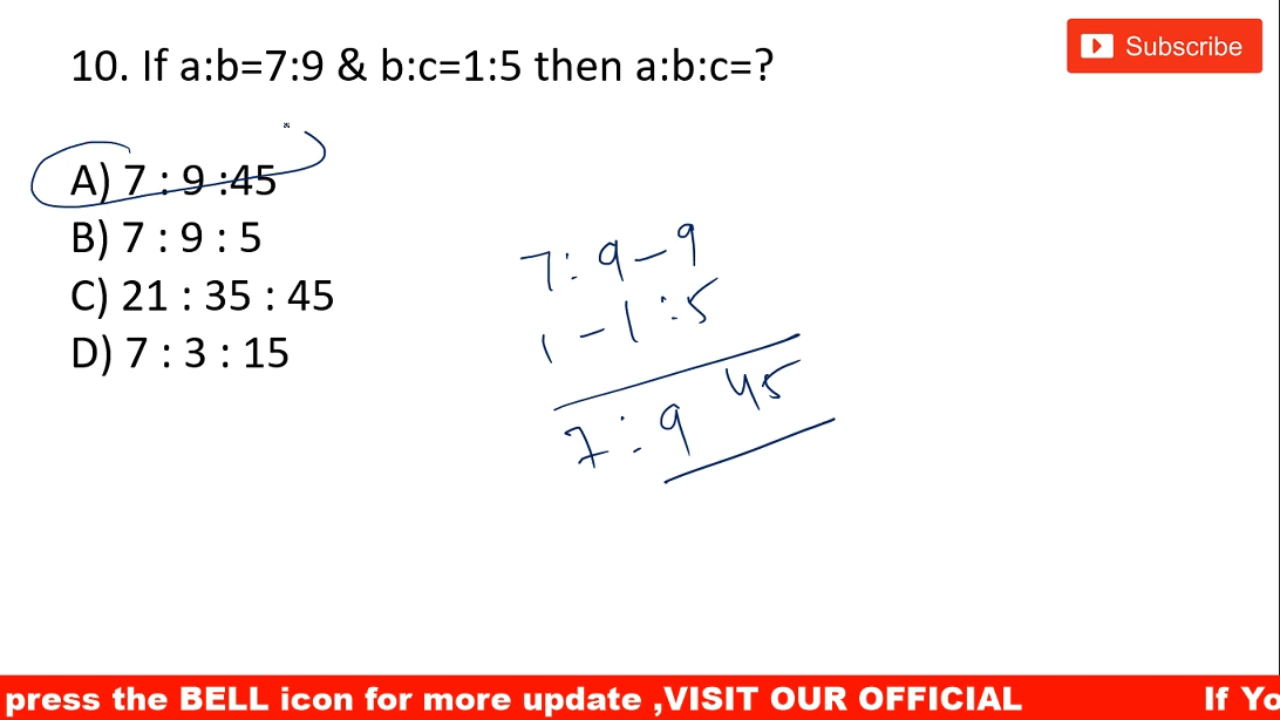 10. If a:b=7:9 & b:c=1:5 then a:b:c=?
Subscribe
A) 7 : 9 :45
B) 7 : 9 : 5
C) 21 : 35 : 45
D) 7 : 3 : 15
7: 9 – 9
1 – 1 : 5
7 : 9 45
press the BELL icon for more update ,VISIT OUR OFFICIAL
If Yo